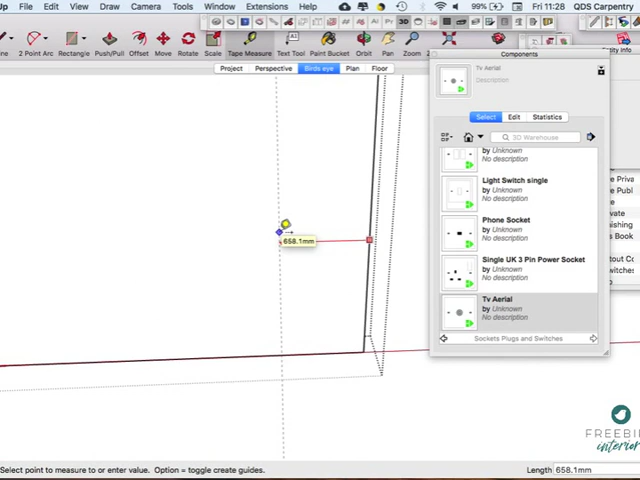 Up File Edit View Draw Camera Tools Window Extensions Help 99% Fri 11:28 QDS Carpentry
2 Point Arc Rectangle Push/Pull Offset Move Rotate Scale Tape Measure Text Tool Paint Bucket Orbit Pan Zoom
Project Perspective Birds eye Plan Floor
Components
Tv Aerial
Description
Select Edit Statistics
3D Warehouse
by Unknown
No description
Light Switch single
by Unknown
No description
Phone Socket
by Unknown
No description
Single UK 3 Pin Power Socket
by Unknown
No description
Tv Aerial
by Unknown
No description
Sockets Plugs and Switches
658.1mm
FREEBI
interior
Select point to measure to or enter value. Option = toggle create guides.
Length 658.1mm